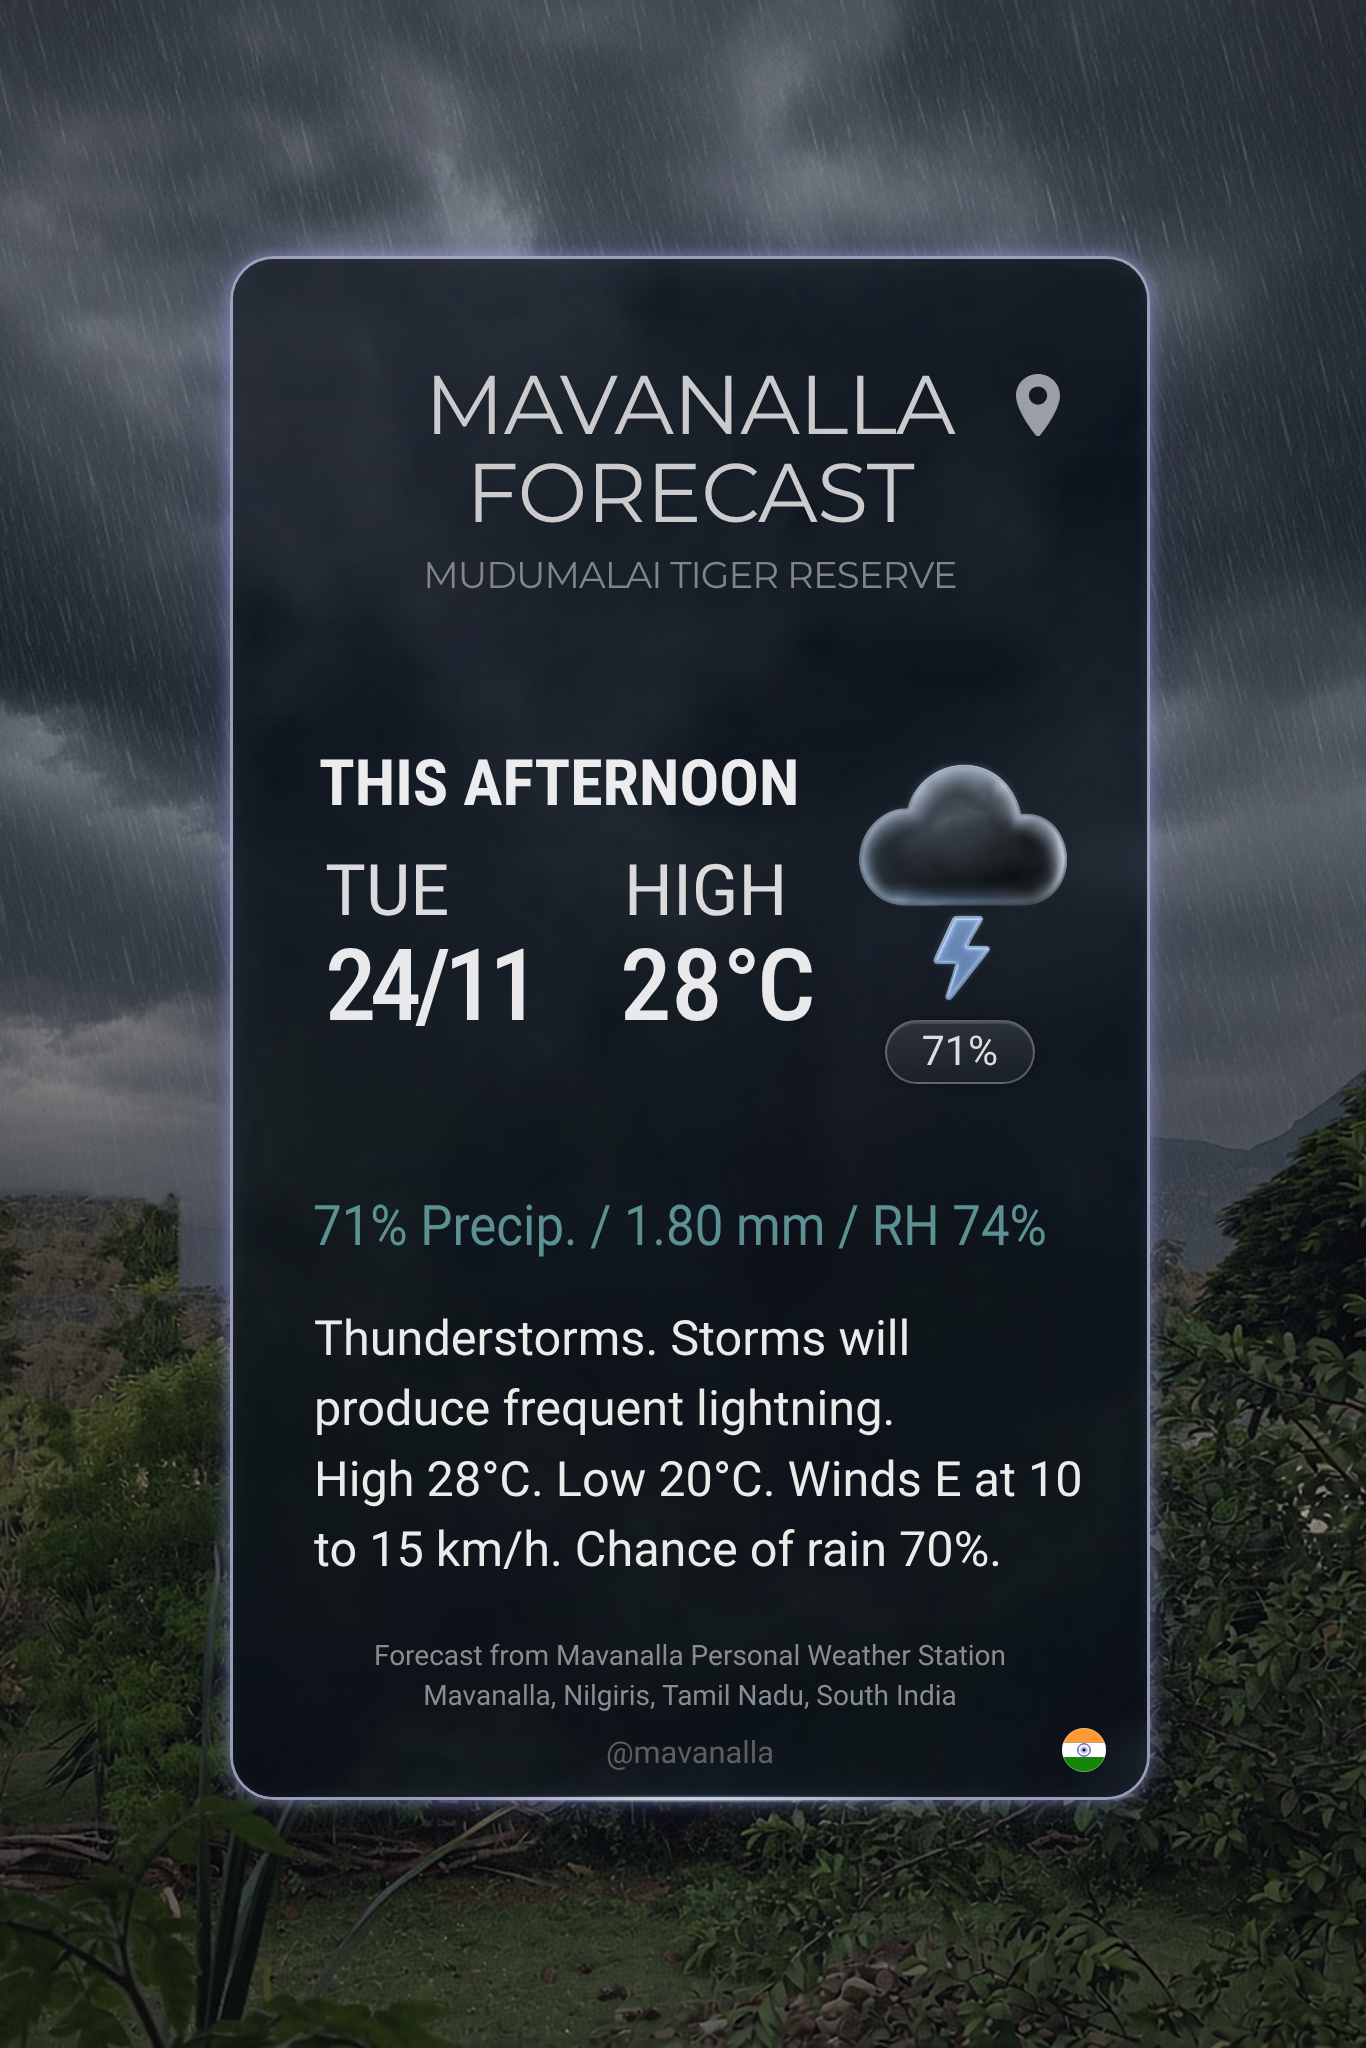 MAVANALLA
FORECAST
MUDUMALAI TIGER RESERVE
THIS AFTERNOON
TUE HIGH
24/11 28°C
71%
71% Precip. / 1.80 mm / RH 74%
Thunderstorms. Storms will
produce frequent lightning.
High 28°C. Low 20°C. Winds E at 10
to 15 km/h. Chance of rain 70%.
Forecast from Mavanalla Personal Weather Station
Mavanalla, Nilgiris, Tamil Nadu, South India
@mavanalla